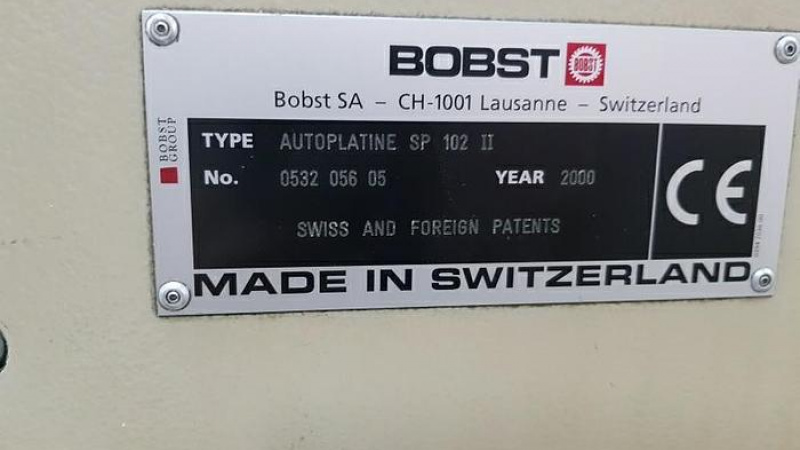 BOBST BOBST
Bobst SA – CH-1001 Lausanne – Switzerland
BOBST
GROUP
TYPE AUTOPLATINE SP 102 II
No. 0532 056 05 YEAR 2000
SWISS AND FOREIGN PATENTS
CE
MADE IN SWITZERLAND